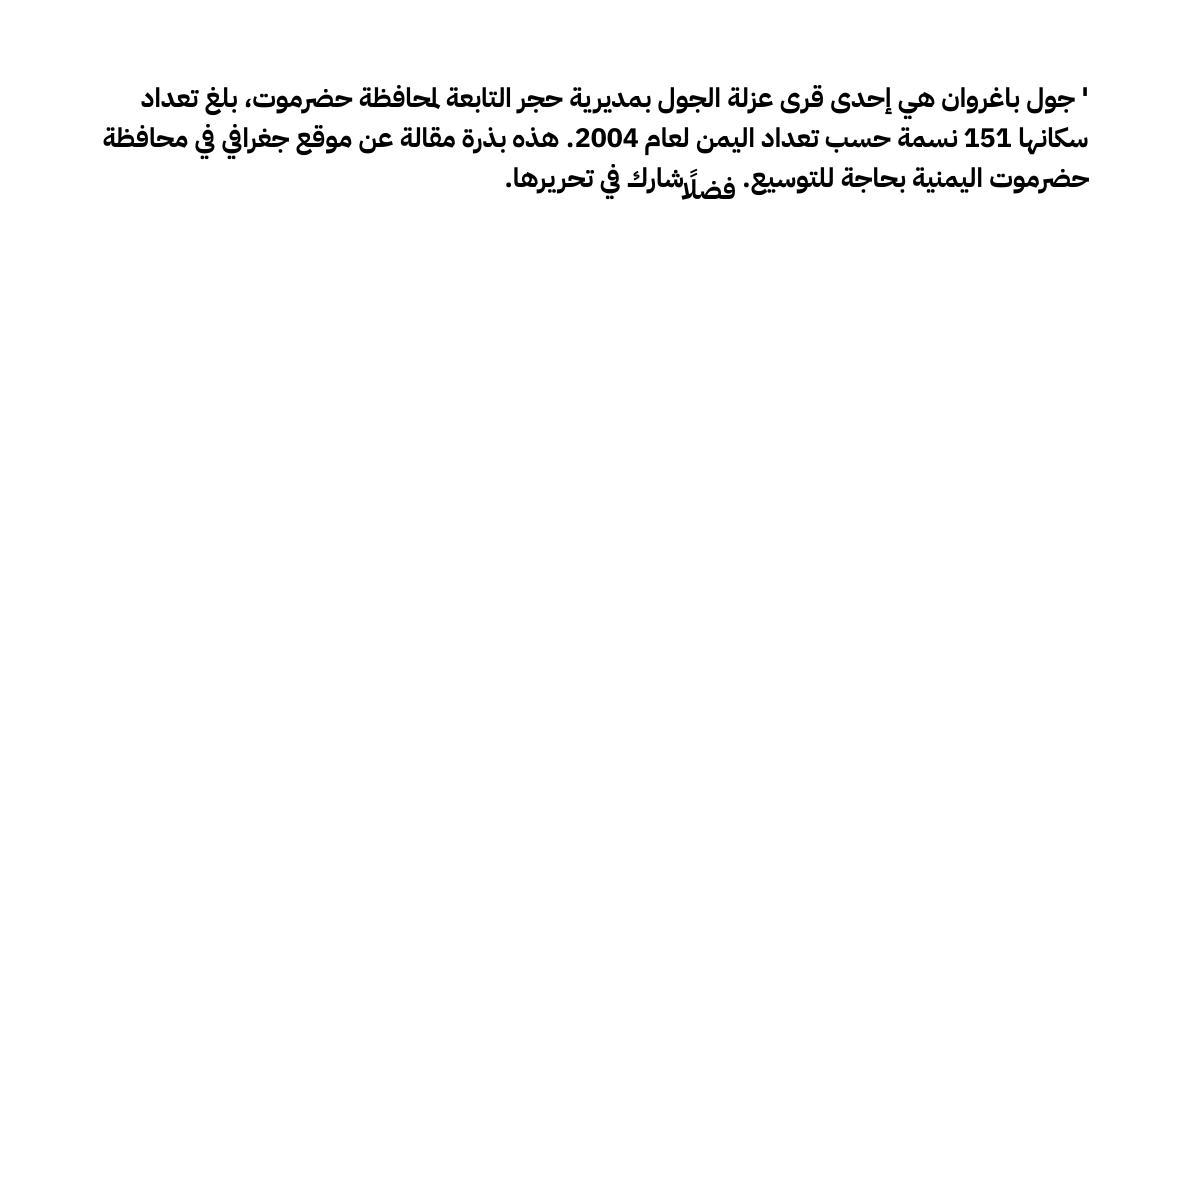 ' جول باغروان هي إحدى قرى عزلة الجول بمديرية حجر التابعة لمحافظة حضرموت، بلغ تعداد
سكانها 151 نسمة حسب تعداد اليمن لعام 2004. هذه بذرة مقالة عن موقع جغرافي في محافظة
حضرموت اليمنية بحاجة للتوسيع. فضلًا شارك في تحريرها.